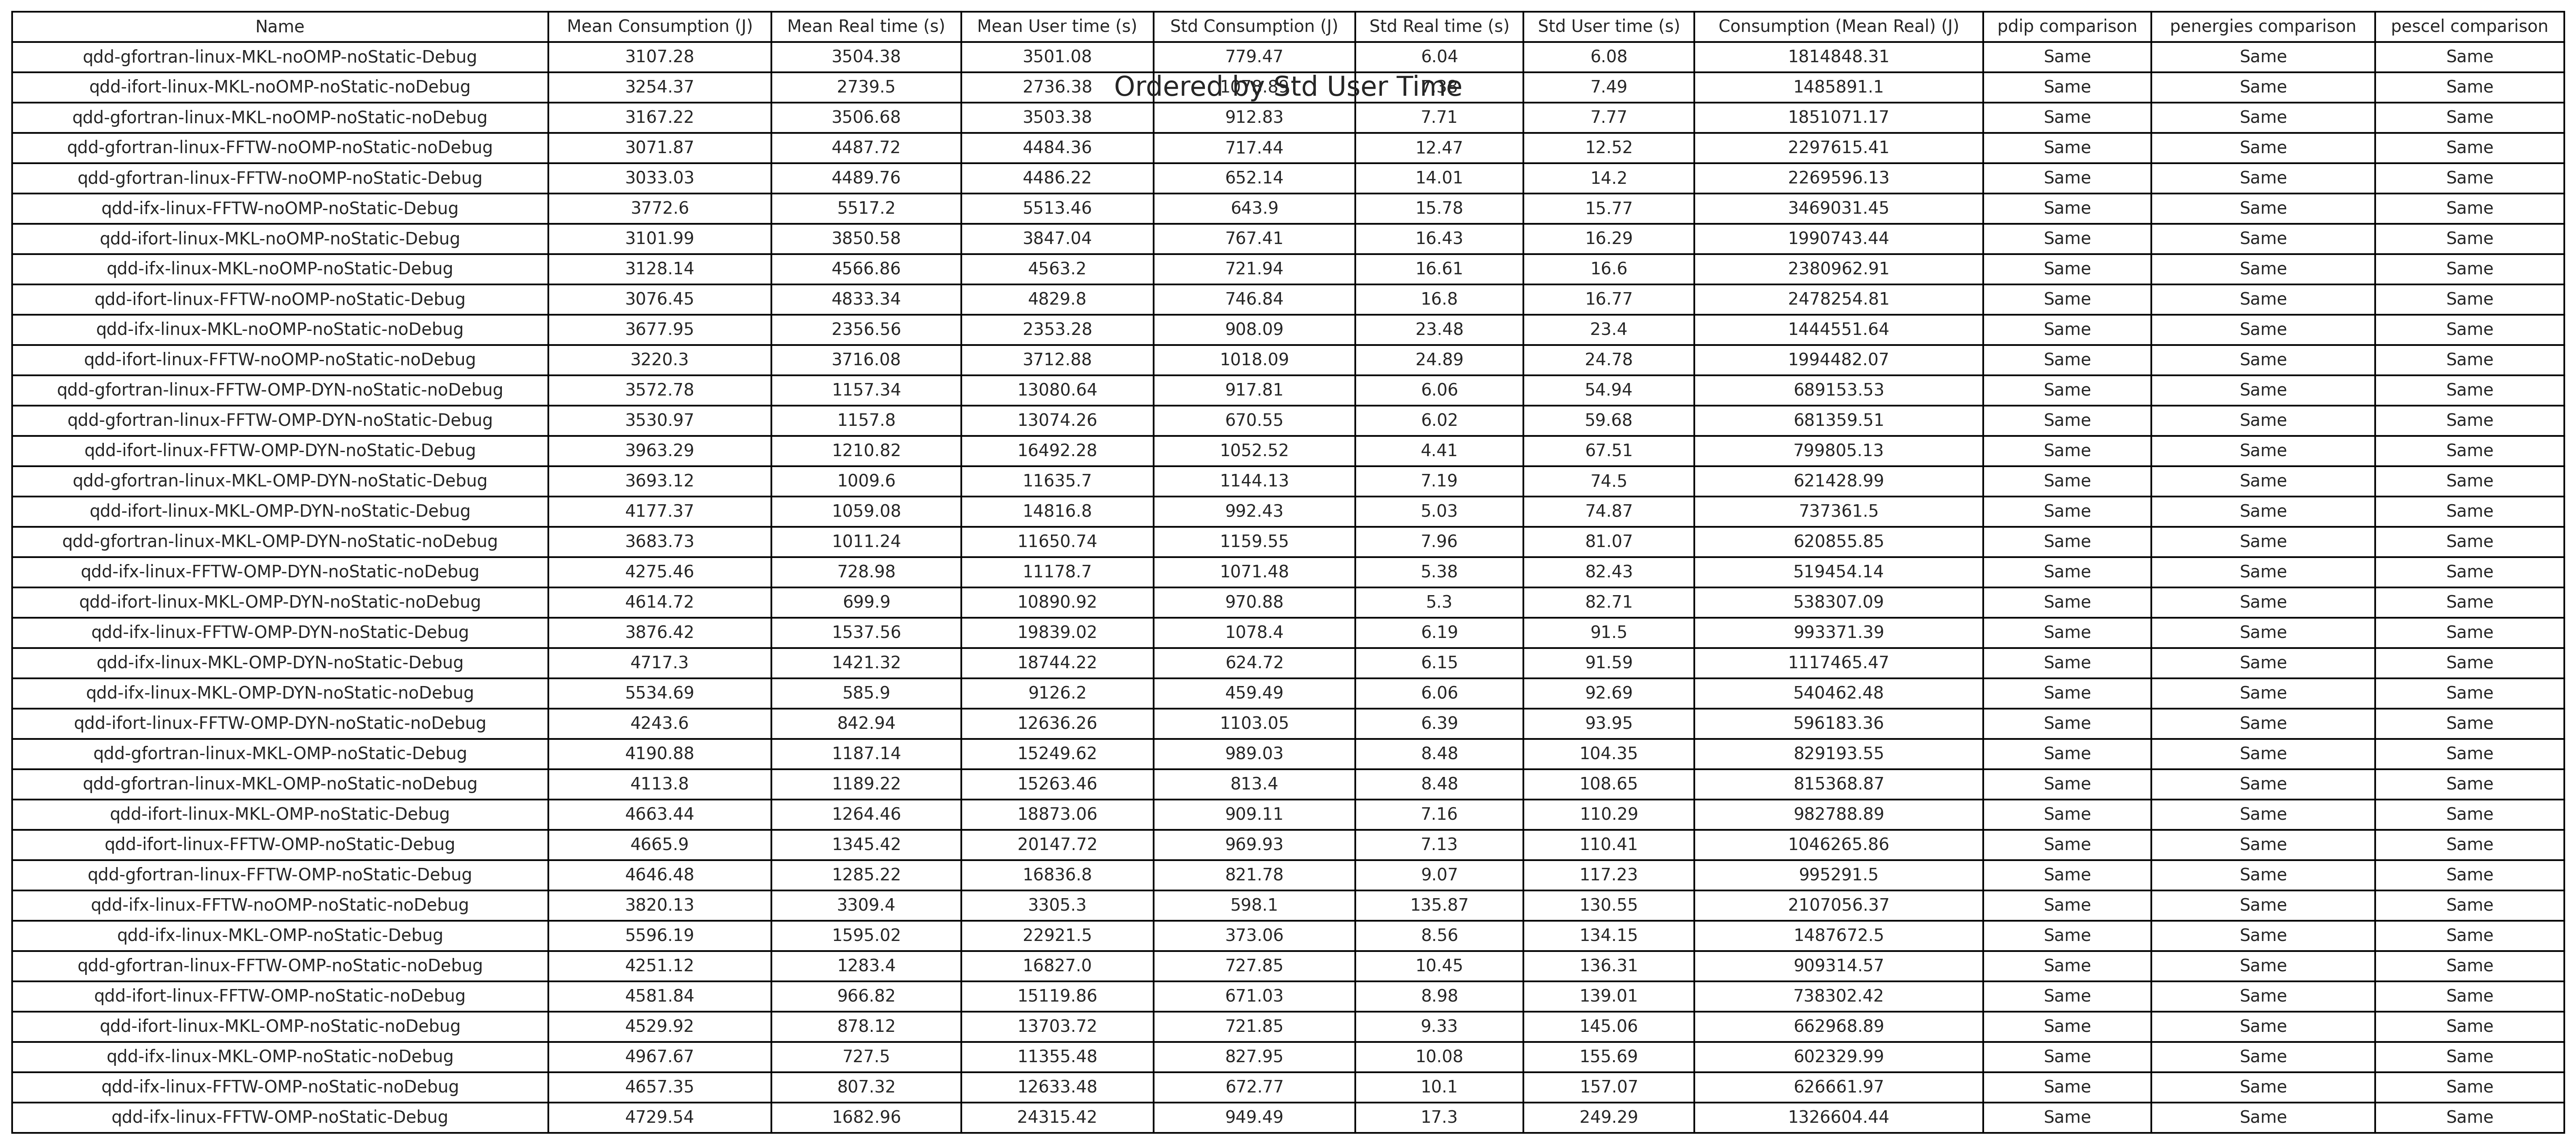 Name Mean Consumption (J) Mean Real time (s) Mean User time (s) Std Consumption (J) Std Real time (s) Std User time (s) Consumption (Mean Real) (J) pdip comparison penergies comparison pescel comparison
qdd-gfortran-linux-MKL-noOMP-noStatic-Debug 3107.28 3504.38 3501.08 779.47 6.04 6.08 1814848.31 Same Same Same
Ordered by Std User Time
qdd-ifort-linux-MKL-noOMP-noStatic-noDebug 3254.37 2739.5 2736.38 7.49 1485891.1 Same Same Same
qdd-gfortran-linux-MKL-noOMP-noStatic-noDebug 3167.22 3506.68 3503.38 912.83 7.71 7.77 1851071.17 Same Same Same
qdd-gfortran-linux-FFTW-noOMP-noStatic-noDebug 3071.87 4487.72 4484.36 717.44 12.47 12.52 2297615.41 Same Same Same
qdd-gfortran-linux-FFTW-noOMP-noStatic-Debug 3033.03 4489.76 4486.22 652.14 14.01 14.2 2269596.13 Same Same Same
qdd-ifx-linux-FFTW-noOMP-noStatic-Debug 3772.6 5517.2 5513.46 643.9 15.78 15.77 3469031.45 Same Same Same
qdd-ifort-linux-MKL-noOMP-noStatic-Debug 3101.99 3850.58 3847.04 767.41 16.43 16.29 1990743.44 Same Same Same
qdd-ifx-linux-MKL-noOMP-noStatic-Debug 3128.14 4566.86 4563.2 721.94 16.61 16.6 2380962.91 Same Same Same
qdd-ifort-linux-FFTW-noOMP-noStatic-Debug 3076.45 4833.34 4829.8 746.84 16.8 16.77 2478254.81 Same Same Same
qdd-ifx-linux-MKL-noOMP-noStatic-noDebug 3677.95 2356.56 2353.28 908.09 23.48 23.4 1444551.64 Same Same Same
qdd-ifort-linux-FFTW-noOMP-noStatic-noDebug 3220.3 3716.08 3712.88 1018.09 24.89 24.78 1994482.07 Same Same Same
qdd-gfortran-linux-FFTW-OMP-DYN-noStatic-noDebug 3572.78 1157.34 13080.64 917.81 6.06 54.94 689153.53 Same Same Same
qdd-gfortran-linux-FFTW-OMP-DYN-noStatic-Debug 3530.97 1157.8 13074.26 670.55 6.02 59.68 681359.51 Same Same Same
qdd-ifort-linux-FFTW-OMP-DYN-noStatic-Debug 3963.29 1210.82 16492.28 1052.52 4.41 67.51 799805.13 Same Same Same
qdd-gfortran-linux-MKL-OMP-DYN-noStatic-Debug 3693.12 1009.6 11635.7 1144.13 7.19 74.5 621428.99 Same Same Same
qdd-ifort-linux-MKL-OMP-DYN-noStatic-Debug 4177.37 1059.08 14816.8 992.43 5.03 74.87 737361.5 Same Same Same
qdd-gfortran-linux-MKL-OMP-DYN-noStatic-noDebug 3683.73 1011.24 11650.74 1159.55 7.96 81.07 620855.85 Same Same Same
qdd-ifx-linux-FFTW-OMP-DYN-noStatic-noDebug 4275.46 728.98 11178.7 1071.48 5.38 82.43 519454.14 Same Same Same
qdd-ifort-linux-MKL-OMP-DYN-noStatic-noDebug 4614.72 699.9 10890.92 970.88 5.3 82.71 538307.09 Same Same Same
qdd-ifx-linux-FFTW-OMP-DYN-noStatic-Debug 3876.42 1537.56 19839.02 1078.4 6.19 91.5 993371.39 Same Same Same
qdd-ifx-linux-MKL-OMP-DYN-noStatic-Debug 4717.3 1421.32 18744.22 624.72 6.15 91.59 1117465.47 Same Same Same
qdd-ifx-linux-MKL-OMP-DYN-noStatic-noDebug 5534.69 585.9 9126.2 459.49 6.06 92.69 540462.48 Same Same Same
qdd-ifort-linux-FFTW-OMP-DYN-noStatic-noDebug 4243.6 842.94 12636.26 1103.05 6.39 93.95 596183.36 Same Same Same
qdd-gfortran-linux-MKL-OMP-noStatic-Debug 4190.88 1187.14 15249.62 989.03 8.48 104.35 829193.55 Same Same Same
qdd-gfortran-linux-MKL-OMP-noStatic-noDebug 4113.8 1189.22 15263.46 813.4 8.48 108.65 815368.87 Same Same Same
qdd-ifort-linux-MKL-OMP-noStatic-Debug 4663.44 1264.46 18873.06 909.11 7.16 110.29 982788.89 Same Same Same
qdd-ifort-linux-FFTW-OMP-noStatic-Debug 4665.9 1345.42 20147.72 969.93 7.13 110.41 1046265.86 Same Same Same
qdd-gfortran-linux-FFTW-OMP-noStatic-Debug 4646.48 1285.22 16836.8 821.78 9.07 117.23 995291.5 Same Same Same
qdd-ifx-linux-FFTW-noOMP-noStatic-noDebug 3820.13 3309.4 3305.3 598.1 135.87 130.55 2107056.37 Same Same Same
qdd-ifx-linux-MKL-OMP-noStatic-Debug 5596.19 1595.02 22921.5 373.06 8.56 134.15 1487672.5 Same Same Same
qdd-gfortran-linux-FFTW-OMP-noStatic-noDebug 4251.12 1283.4 16827.0 727.85 10.45 136.31 909314.57 Same Same Same
qdd-ifort-linux-FFTW-OMP-noStatic-noDebug 4581.84 966.82 15119.86 671.03 8.98 139.01 738302.42 Same Same Same
qdd-ifort-linux-MKL-OMP-noStatic-noDebug 4529.92 878.12 13703.72 721.85 9.33 145.06 662968.89 Same Same Same
qdd-ifx-linux-MKL-OMP-noStatic-noDebug 4967.67 727.5 11355.48 827.95 10.08 155.69 602329.99 Same Same Same
qdd-ifx-linux-FFTW-OMP-noStatic-noDebug 4657.35 807.32 12633.48 672.77 10.1 157.07 626661.97 Same Same Same
qdd-ifx-linux-FFTW-OMP-noStatic-Debug 4729.54 1682.96 24315.42 949.49 17.3 249.29 1326604.44 Same Same Same